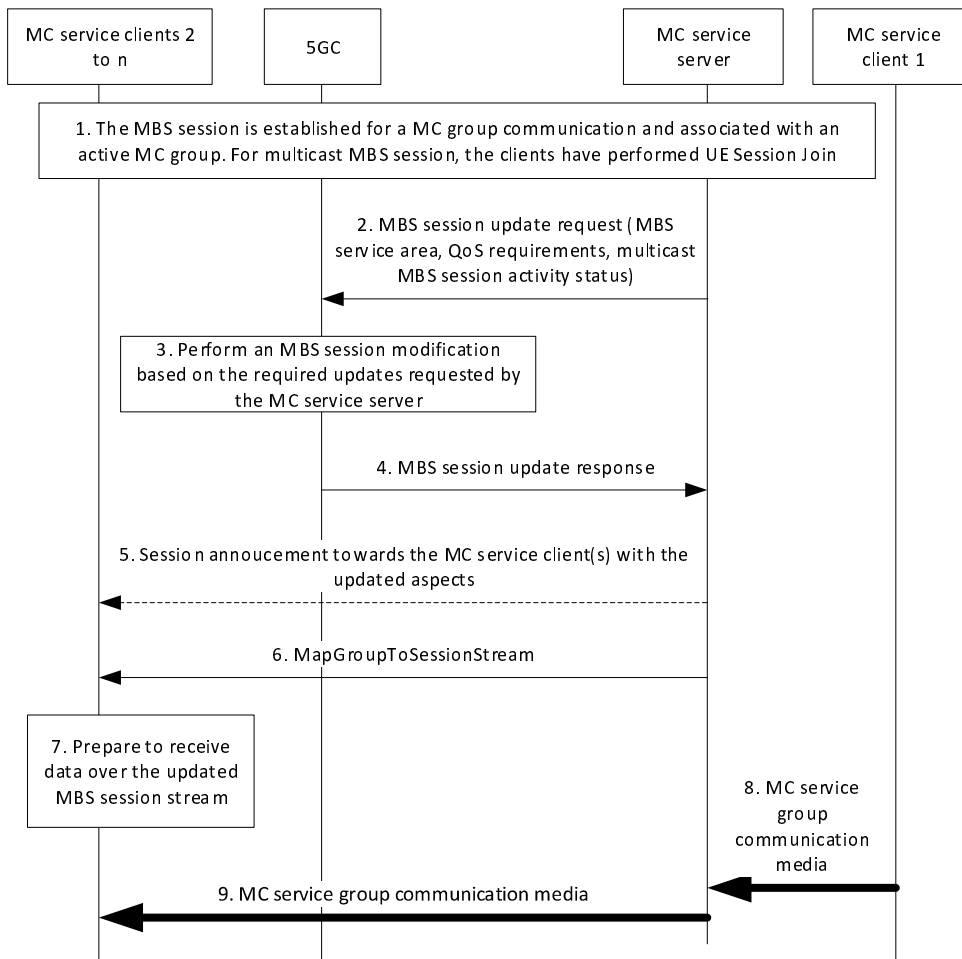 MC service clients 2
to n
5GC
MC service
server
MC service
client 1
1. The MBS session is established for a MC group communication and associated with an
active MC group. For multicast MBS session, the clients have performed UE Session Join
2. MBS session update request (MBS
service area, QoS requirements, multicast
MBS session activity status)
3. Perform an MBS session modification
based on the required updates requested by
the MC service server
4. MBS session update response
5. Session annoucement towards the MC service client(s) with the
updated aspects
6. MapGroupToSessionStream
7. Prepare to receive
data over the updated
MBS session stream
8. MC service
group
communication
media
9. MC service group communication media